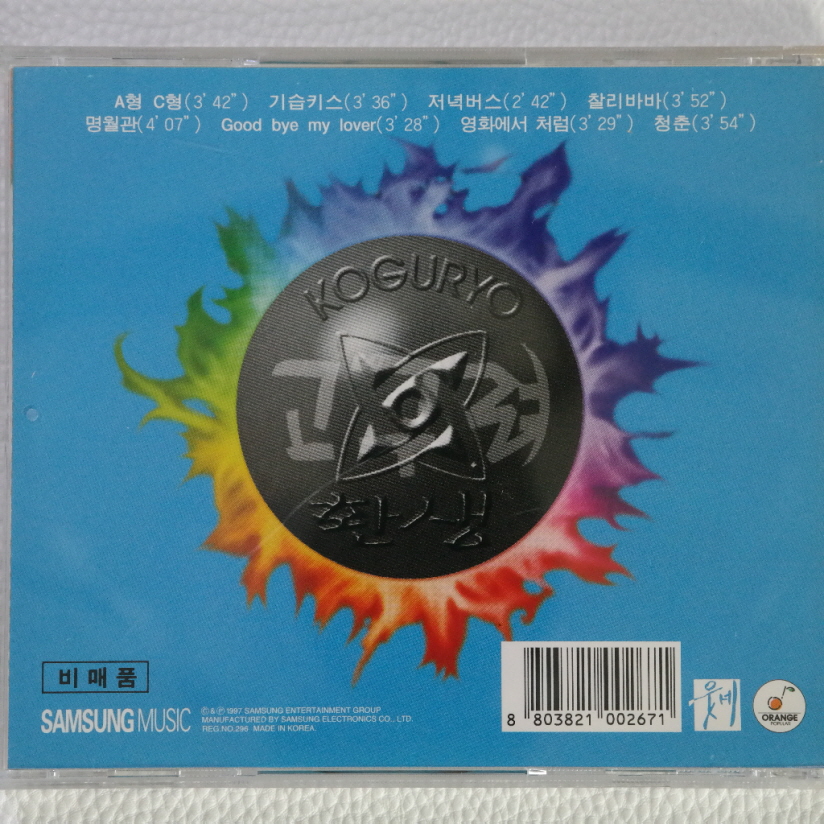 A형 C형(3' 42") 기습키스(3' 36") 저녁버스(2' 42") 찰리바바(3' 52")
명월관(4' 07") Good bye my lover(3' 28") 영화에서 처럼(3' 29") 청춘(3' 54")
KOGURYO
고구려
탄생
비매품
SAMSUNG MUSIC
©&℗1997 SAMSUNG ENTERTAINMENT GROUP
MANUFACTURED BY SAMSUNG ELECTRONICS CO., LTD.
REG NO.296 MADE IN KOREA.
8 803821 002671
ORANGE